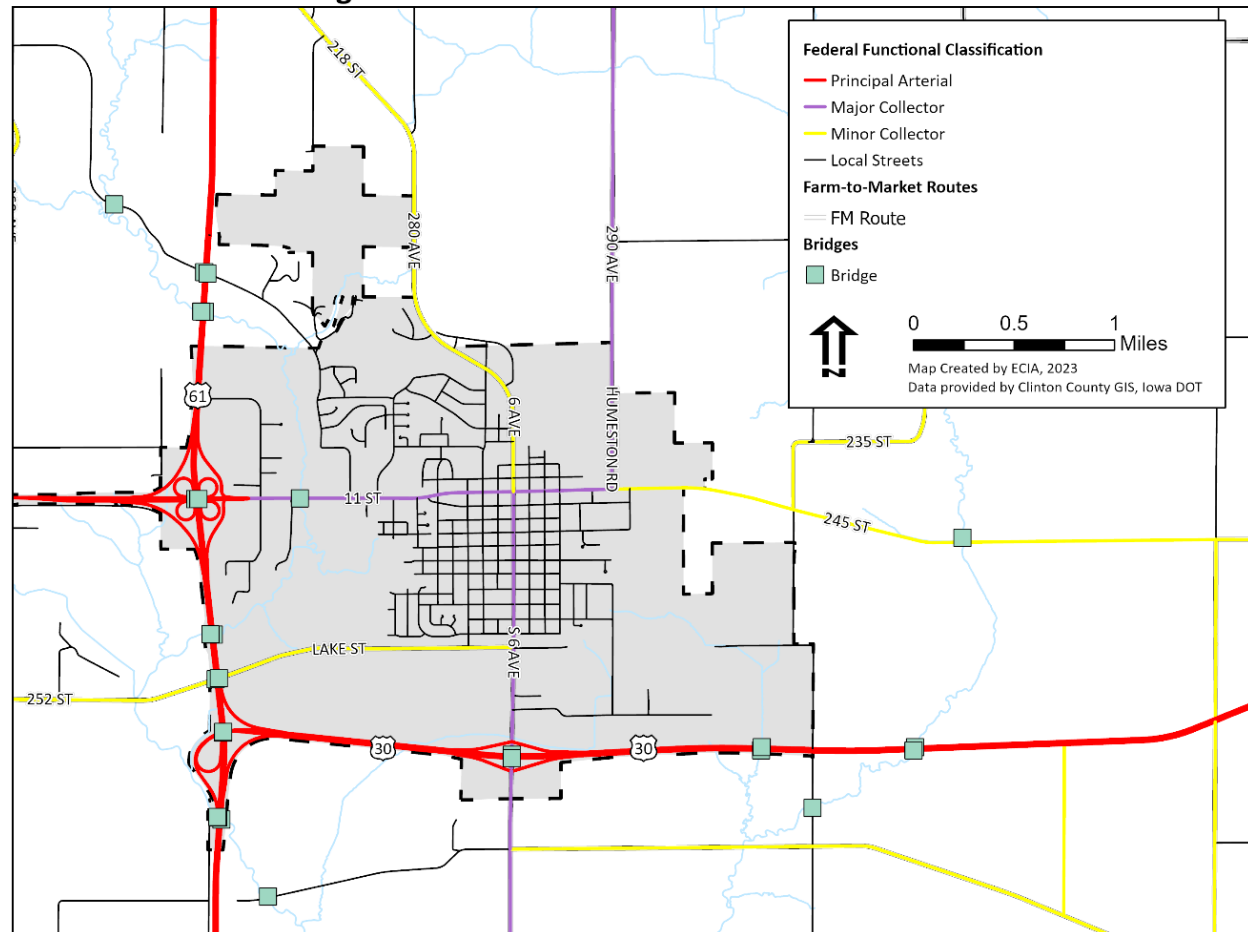 218 ST
280 AVE
290 AVE
61
6 AVE
HUMESTON RD
235 ST
11 ST
245 ST
LAKE ST
S 6 AVE
252 ST
30
30
Federal Functional Classification
Principal Arterial
Major Collector
Minor Collector
Local Streets
Farm-to-Market Routes
FM Route
Bridges
Bridge
N
0 0.5 1
Miles
Map Created by ECIA, 2023
Data provided by Clinton County GIS, Iowa DOT